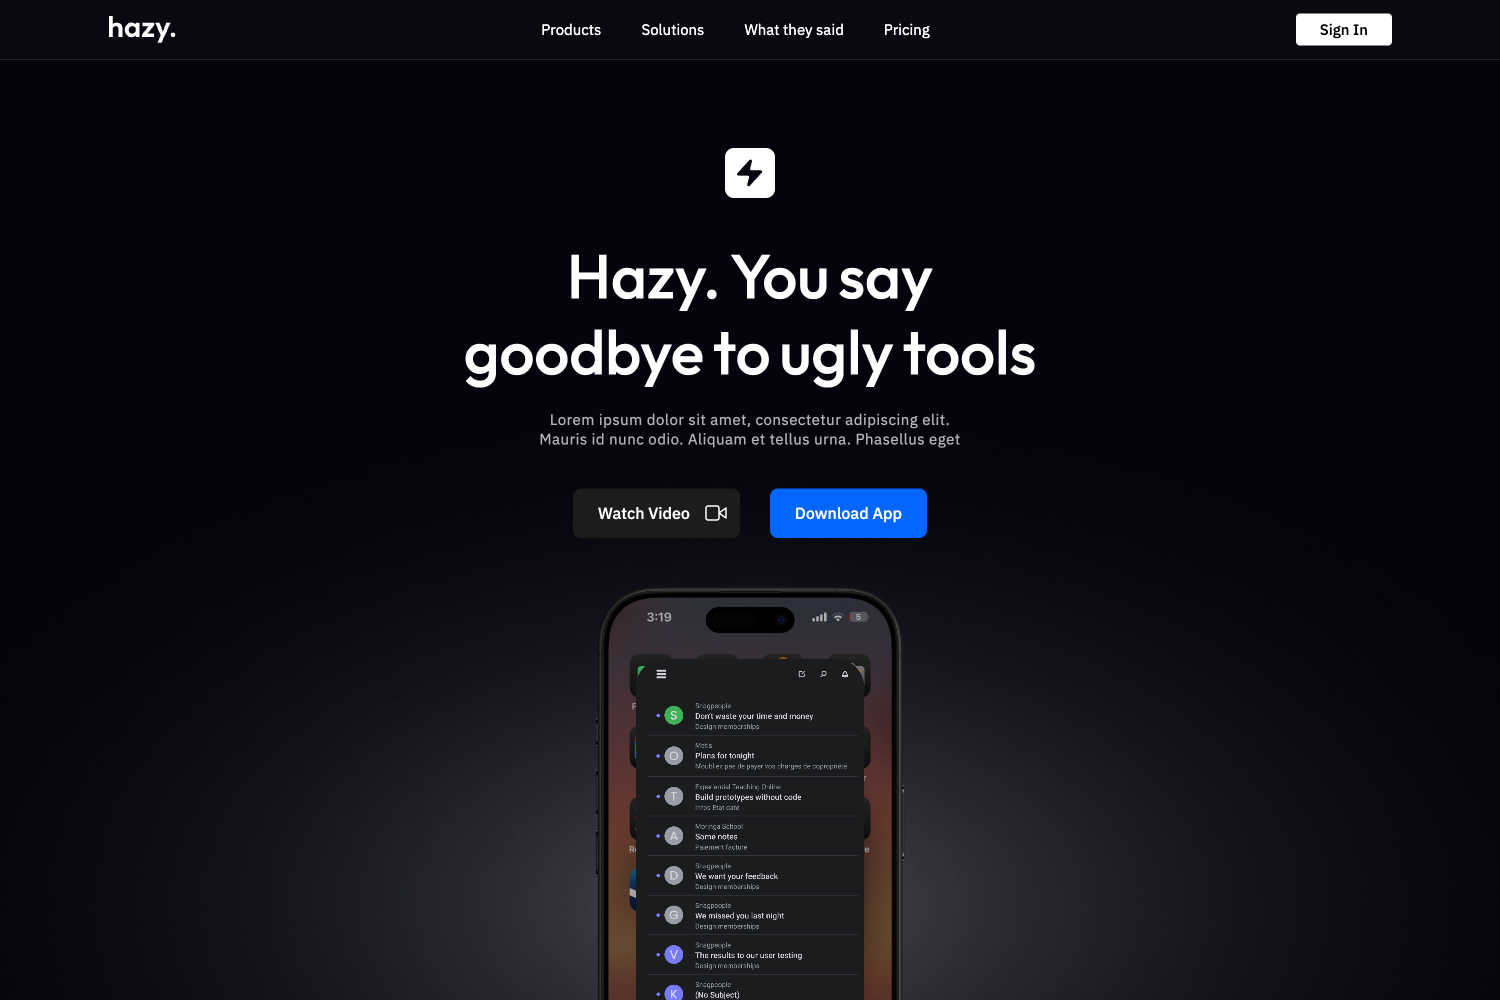 hazy.
Products
Solutions
What they said
Pricing
Sign In
Hazy. You say
goodbye to ugly tools
Lorem ipsum dolor sit amet, consectetur adipiscing elit.
Mauris id nunc odio. Aliquam et tellus urna. Phasellus eget
Watch Video
Download App
3:19
5
S
Snagpeople
Don't waste your time and money
Design memberships
O
Metis
Plans for tonight
N'oubliez pas de payer vos charges de copropriété
T
Experiential Teaching Online
Build prototypes without code
Infos Etat daté
A
Moringa School
Some notes
Paiement facture
D
Snagpeople
We want your feedback
Design memberships
G
Snagpeople
We missed you last night
Design memberships
V
Snagpeople
The results to our user testing
Design memberships
K
Snagpeople
(No Subject)